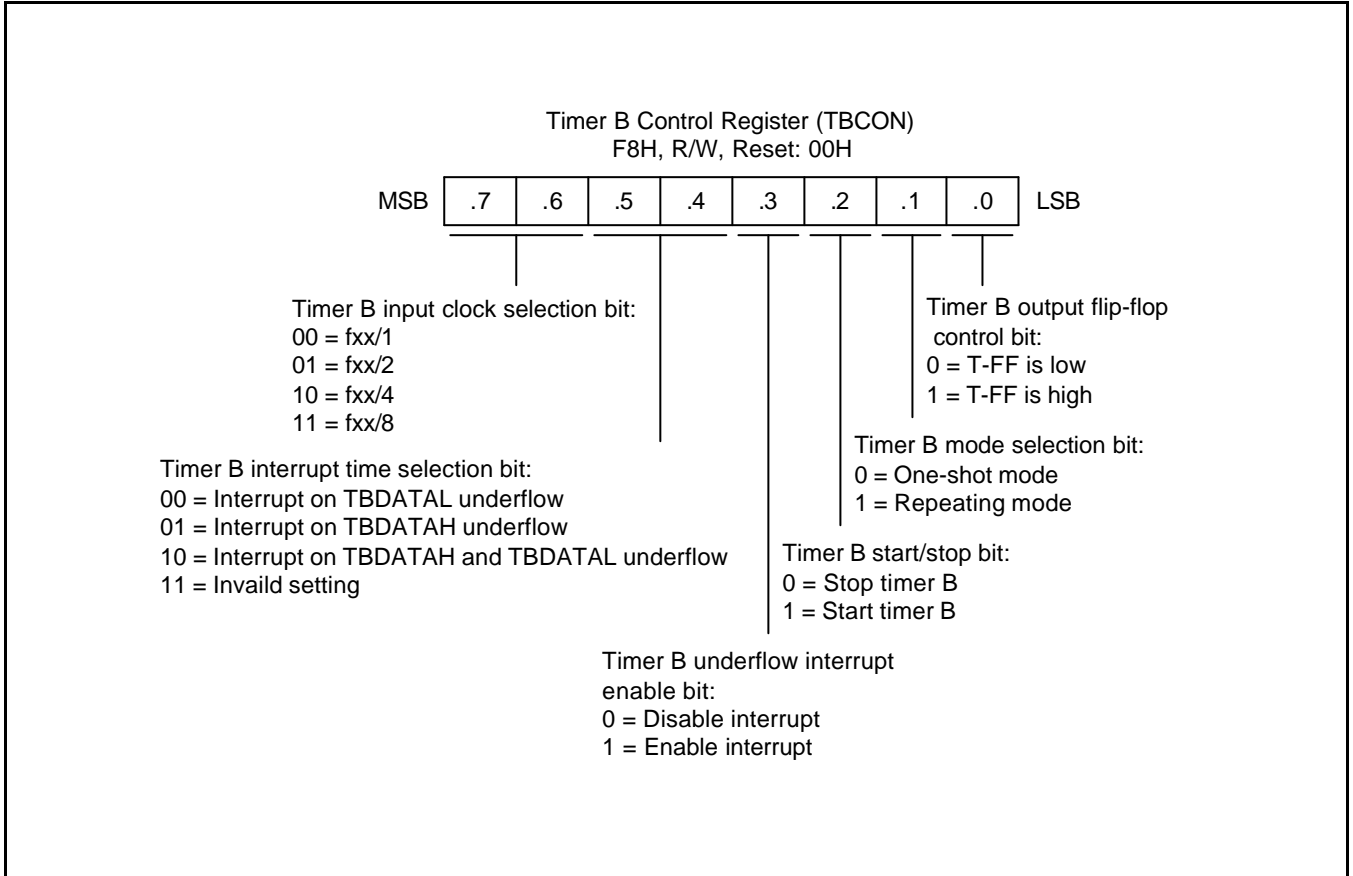 Timer B Control Register (TBCON)
F8H, R/W, Reset: 00H
MSB .7 .6 .5 .4 .3 .2 .1 .0 LSB
Timer B input clock selection bit:
00 = fxx/1
01 = fxx/2
10 = fxx/4
11 = fxx/8
Timer B output flip-flop
control bit:
0 = T-FF is low
1 = T-FF is high
Timer B interrupt time selection bit:
00 = Interrupt on TBDATAL underflow
01 = Interrupt on TBDATAH underflow
10 = Interrupt on TBDATAH and TBDATAL underflow
11 = Invaild setting
Timer B mode selection bit:
0 = One-shot mode
1 = Repeating mode
Timer B start/stop bit:
0 = Stop timer B
1 = Start timer B
Timer B underflow interrupt
enable bit:
0 = Disable interrupt
1 = Enable interrupt